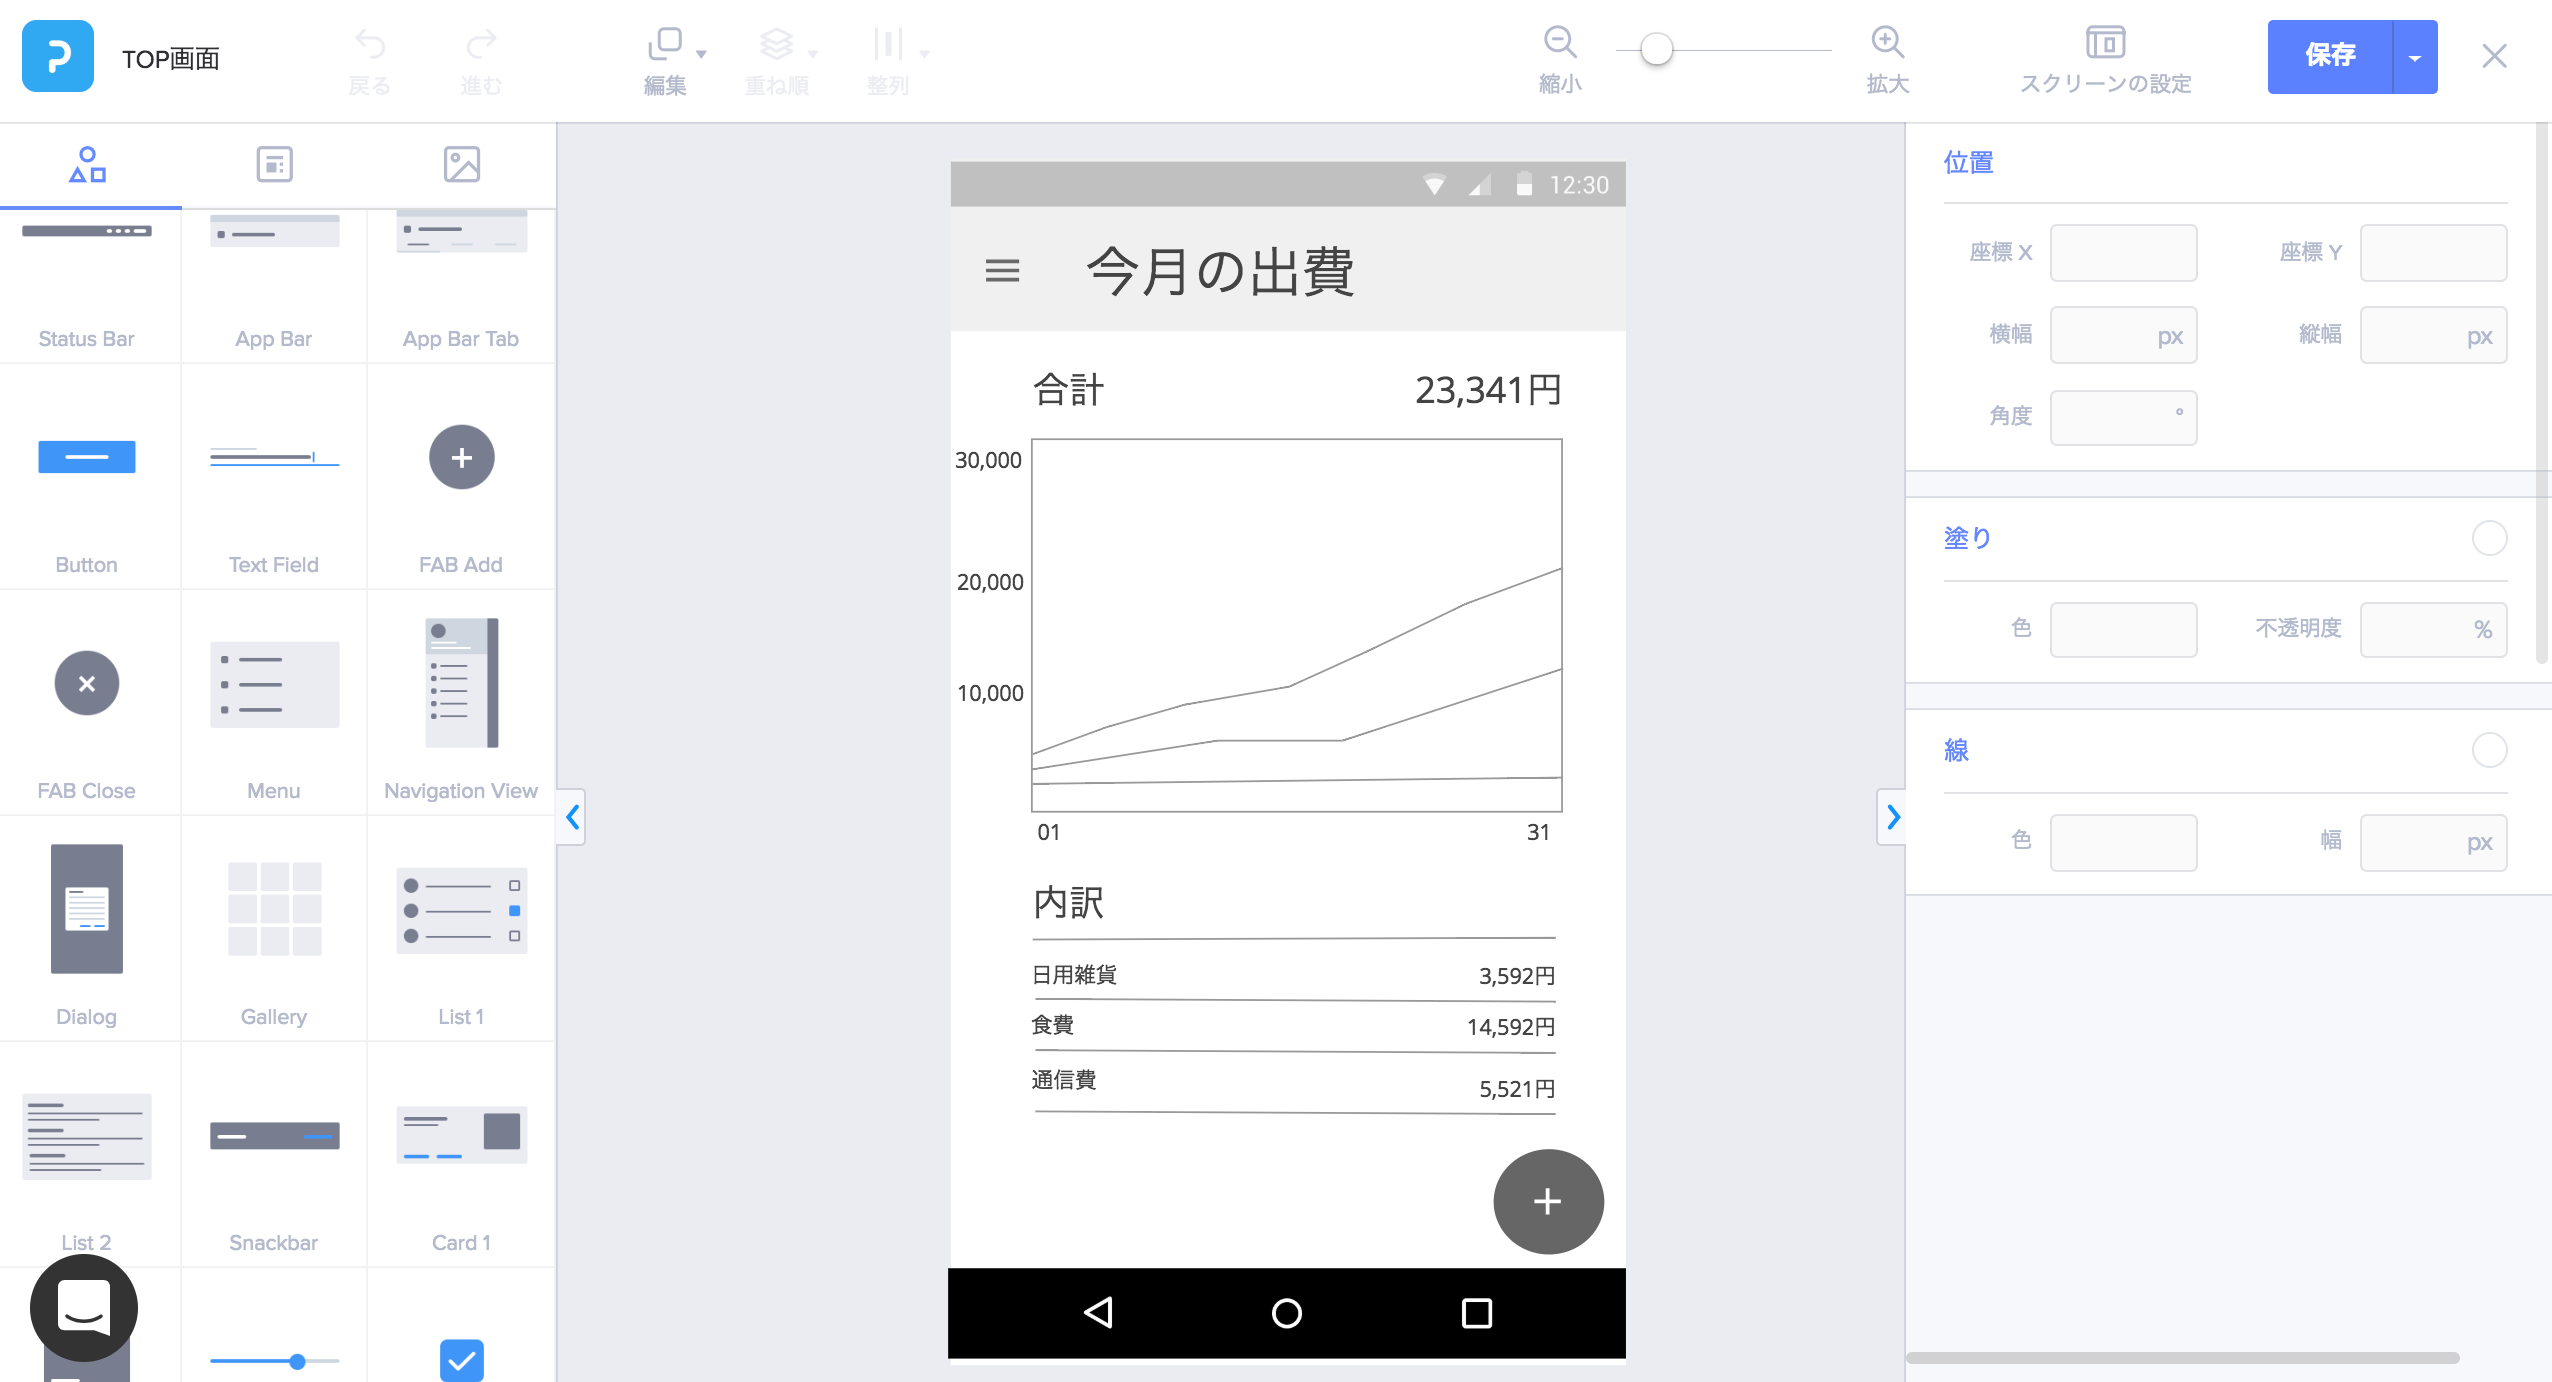 TOP画面
戻る
進む
編集
重ね順
整列
縮小
拡大
スクリーンの設定
保存
Status Bar
App Bar
App Bar Tab
Button
Text Field
FAB Add
FAB Close
Menu
Navigation View
Dialog
Gallery
List 1
List 2
Snackbar
Card 1
12:30
今月の出費
合計
23,341円
30,000
20,000
10,000
01
31
内訳
日用雑貨
3,592円
食費
14,592円
通信費
5,521円
位置
座標 X
座標 Y
横幅
px
縦幅
px
角度
°
塗り
色
不透明度
%
線
色
幅
px